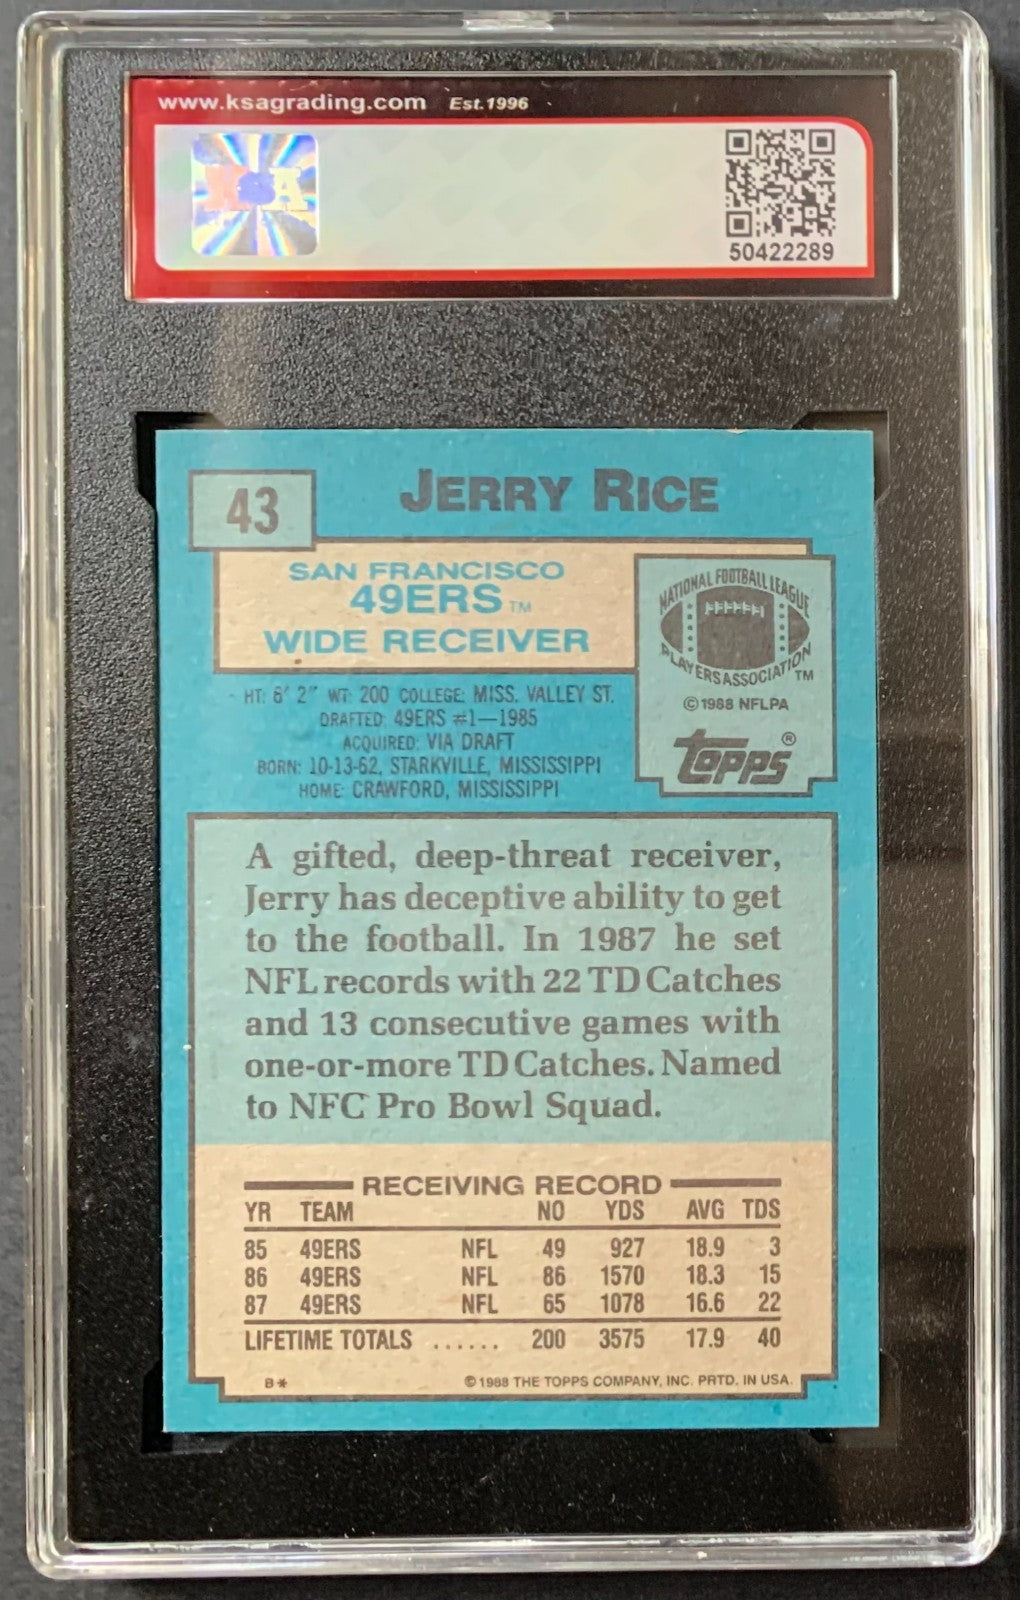 www.ksagrading.com Est.1996
KSA
50422289
43
JERRY RICE
SAN FRANCISCO
49ERS TM
WIDE RECEIVER
NATIONAL FOOTBALL LEAGUE
PLAYERS ASSOCIATION TM
© 1988 NFLPA
topps®
HT: 6' 2" WT: 200 COLLEGE: MISS. VALLEY ST.
DRAFTED: 49ERS #1—1985
ACQUIRED: VIA DRAFT
BORN: 10-13-62, STARKVILLE, MISSISSIPPI
HOME: CRAWFORD, MISSISSIPPI
A gifted, deep-threat receiver,
Jerry has deceptive ability to get
to the football. In 1987 he set
NFL records with 22 TD Catches
and 13 consecutive games with
one-or-more TD Catches. Named
to NFC Pro Bowl Squad.
RECEIVING RECORD
YR TEAM NO YDS AVG TDS
85 49ERS NFL 49 927 18.9 3
86 49ERS NFL 86 1570 18.3 15
87 49ERS NFL 65 1078 16.6 22
LIFETIME TOTALS ...... 200 3575 17.9 40
B* © 1988 THE TOPPS COMPANY, INC. PRTD. IN USA.